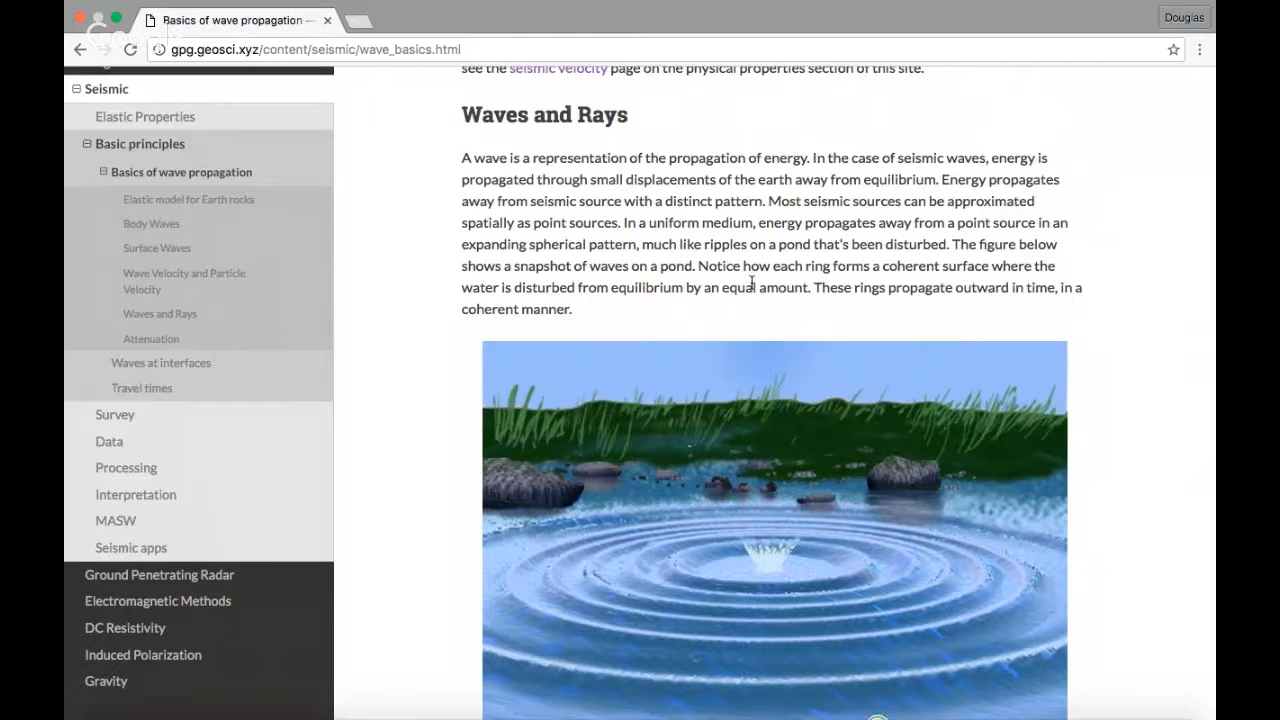 Basics of wave propagation —
Douglas
gpg.geosci.xyz/content/seismic/wave_basics.html
see the seismic velocity page on the physical properties section of this site.
Seismic
Elastic Properties
Basic principles
Basics of wave propagation
Elastic model for Earth rocks
Body Waves
Surface Waves
Wave Velocity and Particle
Velocity
Waves and Rays
Attenuation
Waves at interfaces
Travel times
Survey
Data
Processing
Interpretation
MASW
Seismic apps
Ground Penetrating Radar
Electromagnetic Methods
DC Resistivity
Induced Polarization
Gravity
Waves and Rays
A wave is a representation of the propagation of energy. In the case of seismic waves, energy is
propagated through small displacements of the earth away from equilibrium. Energy propagates
away from seismic source with a distinct pattern. Most seismic sources can be approximated
spatially as point sources. In a uniform medium, energy propagates away from a point source in an
expanding spherical pattern, much like ripples on a pond that's been disturbed. The figure below
shows a snapshot of waves on a pond. Notice how each ring forms a coherent surface where the
water is disturbed from equilibrium by an equal amount. These rings propagate outward in time, in a
coherent manner.